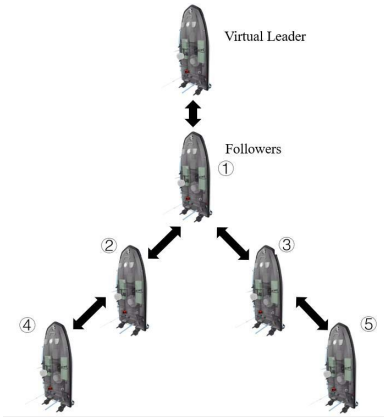 Virtual Leader
Followers
①
②
③
④
⑤